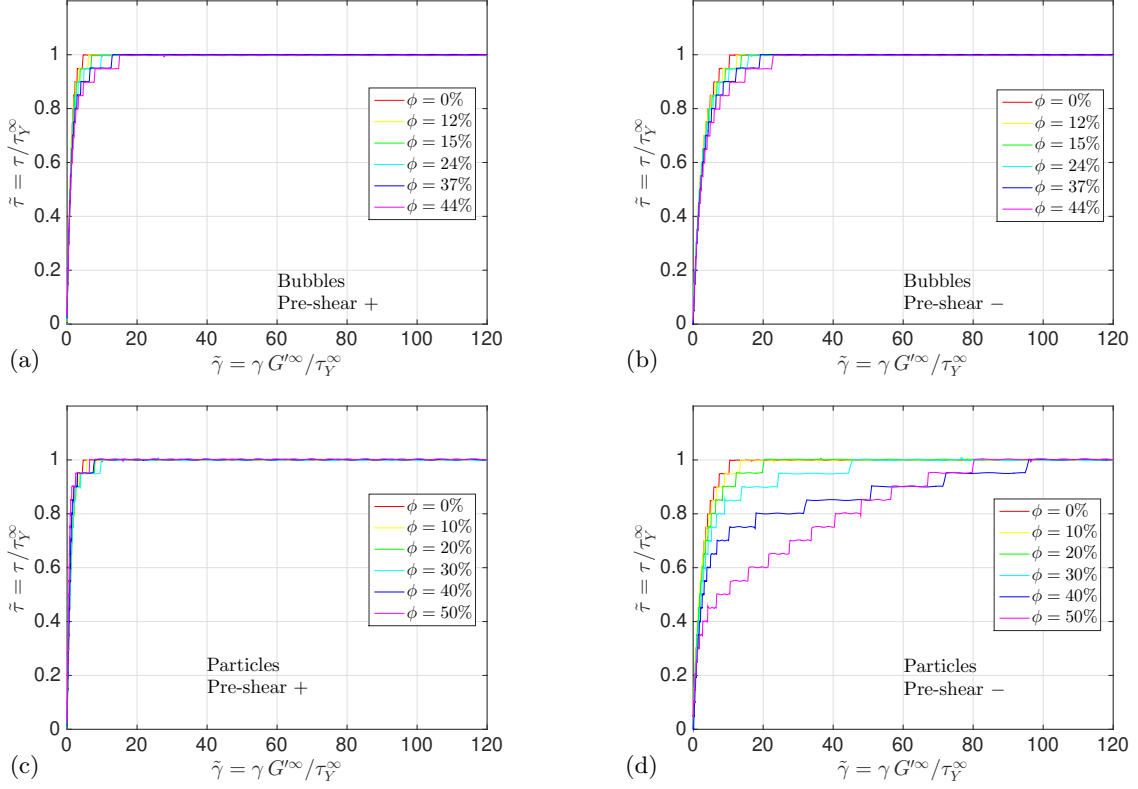 1
0.8
0.6
0.4
0.2
0
τ̃ = τ/τ_Y^∞
ϕ = 0%
ϕ = 12%
ϕ = 15%
ϕ = 24%
ϕ = 37%
ϕ = 44%
Bubbles
Pre-shear +
0 20 40 60 80 100 120
(a) γ̃ = γ G′^∞/τ_Y^∞
1
0.8
0.6
0.4
0.2
0
τ̃ = τ/τ_Y^∞
ϕ = 0%
ϕ = 12%
ϕ = 15%
ϕ = 24%
ϕ = 37%
ϕ = 44%
Bubbles
Pre-shear −
0 20 40 60 80 100 120
(b) γ̃ = γ G′^∞/τ_Y^∞
1
0.8
0.6
0.4
0.2
0
τ̃ = τ/τ_Y^∞
ϕ = 0%
ϕ = 10%
ϕ = 20%
ϕ = 30%
ϕ = 40%
ϕ = 50%
Particles
Pre-shear +
0 20 40 60 80 100 120
(c) γ̃ = γ G′^∞/τ_Y^∞
1
0.8
0.6
0.4
0.2
0
τ̃ = τ/τ_Y^∞
ϕ = 0%
ϕ = 10%
ϕ = 20%
ϕ = 30%
ϕ = 40%
ϕ = 50%
Particles
Pre-shear −
0 20 40 60 80 100 120
(d) γ̃ = γ G′^∞/τ_Y^∞